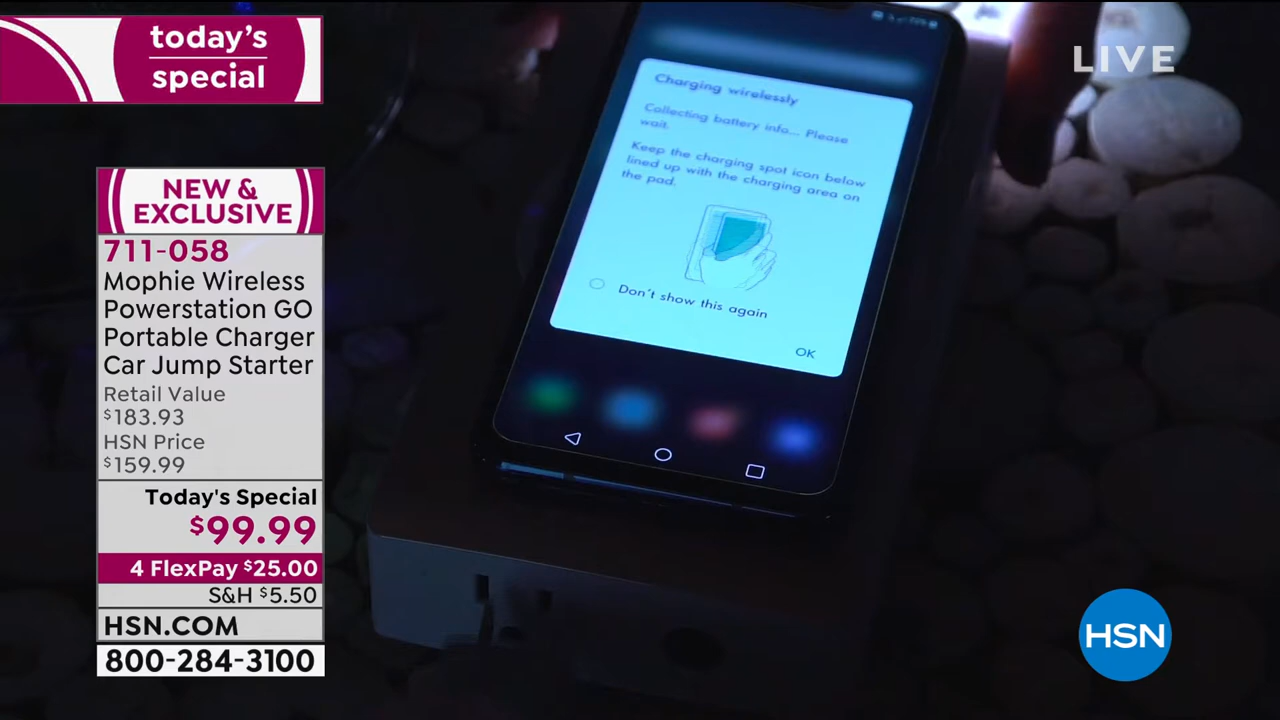 today's
special
NEW &
EXCLUSIVE
711-058
Mophie Wireless
Powerstation GO
Portable Charger
Car Jump Starter
Retail Value
$183.93
HSN Price
$159.99
Today's Special
$99.99
4 FlexPay $25.00
S&H $5.50
HSN.COM
800-284-3100
Charging wirelessly
Collecting battery info... Please
wait.
Keep the charging spot icon below
lined up with the charging area on
the pad.
Don't show this again
OK
LIVE
HSN